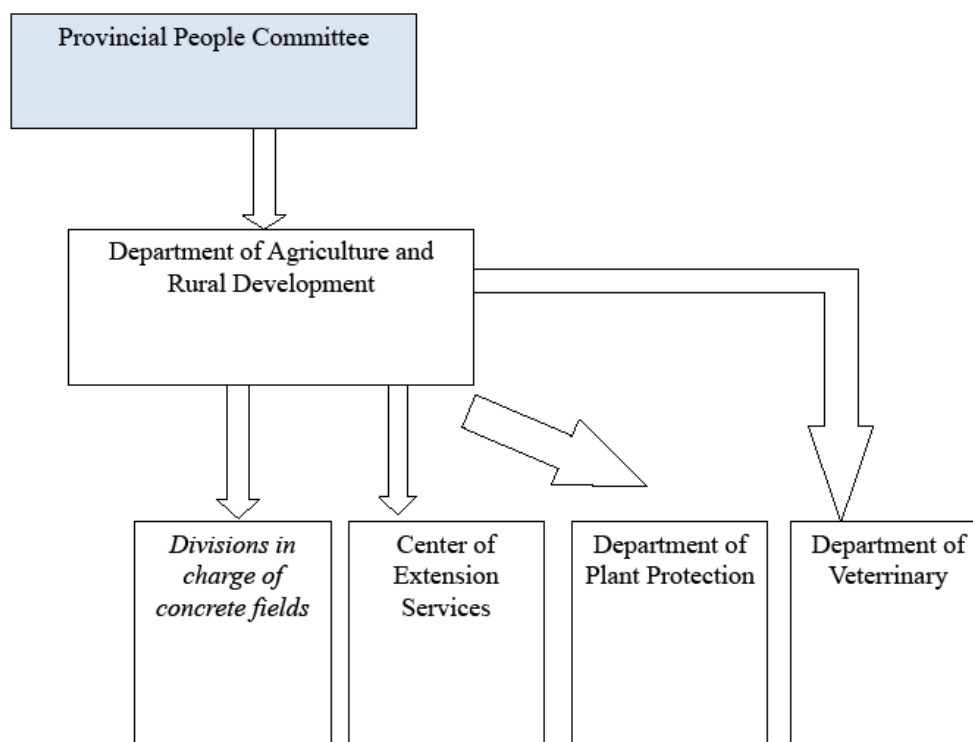 Provincial People Committee
Department of Agriculture and
Rural Development
Divisions in
charge of
concrete fields
Center of
Extension
Services
Department of
Plant Protection
Department of
Veterrinary